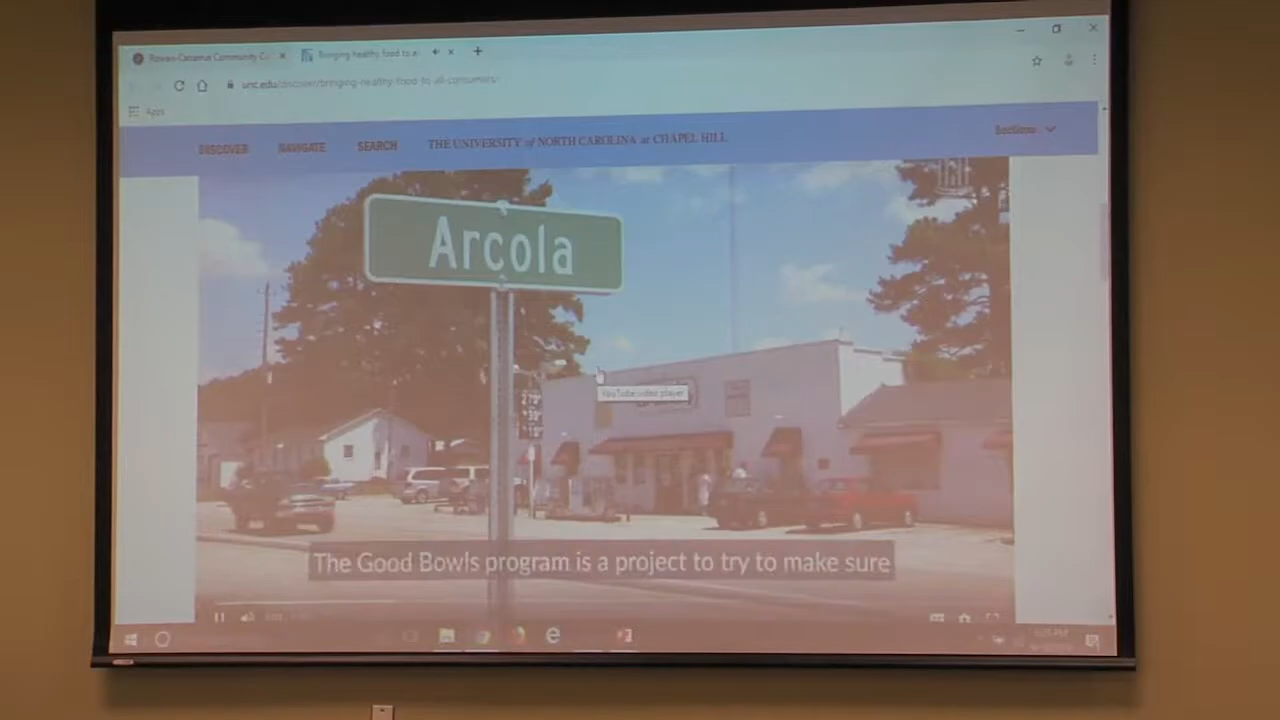 Rowan-Cabarrus Community C
Bringing healthy food to a
unc.edu/discover/bringing-healthy-food-to-all-consumers/
Apps
DISCOVER NAVIGATE SEARCH THE UNIVERSITY of NORTH CAROLINA at CHAPEL HILL Sections
Arcola
YouTube video player
The Good Bowls program is a project to try to make sure